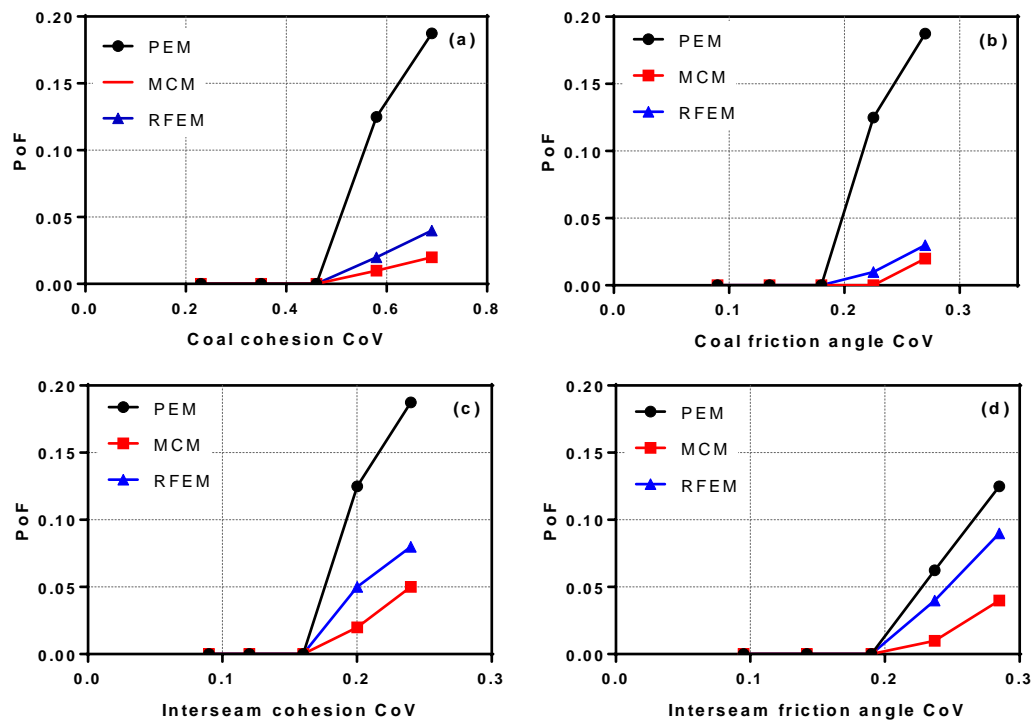 0.20
0.15
0.10
0.05
0.00
PoF
PEM
MCM
RFEM
(a)
0.0 0.2 0.4 0.6 0.8
Coal cohesion CoV
0.20
0.15
0.10
0.05
0.00
PoF
PEM
MCM
RFEM
(b)
0.0 0.1 0.2 0.3
Coal friction angle CoV
0.20
0.15
0.10
0.05
0.00
PoF
PEM
MCM
RFEM
(c)
0.0 0.1 0.2 0.3
Interseam cohesion CoV
0.20
0.15
0.10
0.05
0.00
PoF
PEM
MCM
RFEM
(d)
0.0 0.1 0.2 0.3
Interseam friction angle CoV